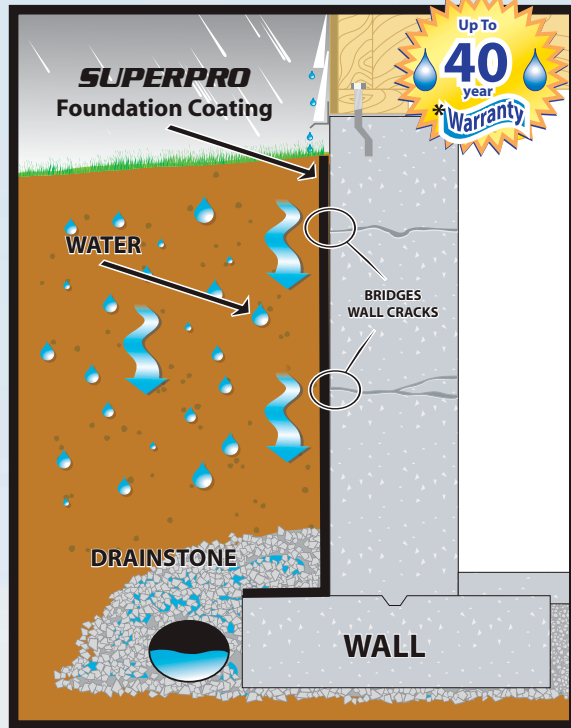 Up To
40
year
*Warranty
SUPERPRO
Foundation Coating
WATER
BRIDGES
WALL CRACKS
DRAINSTONE
WALL